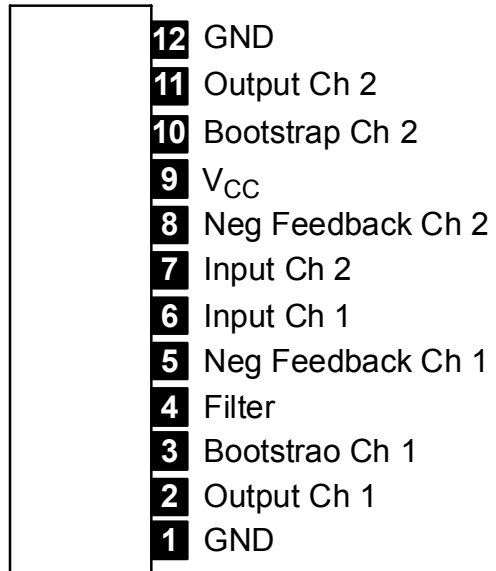 12 GND
11 Output Ch 2
10 Bootstrap Ch 2
9 VCC
8 Neg Feedback Ch 2
7 Input Ch 2
6 Input Ch 1
5 Neg Feedback Ch 1
4 Filter
3 Bootstrao Ch 1
2 Output Ch 1
1 GND